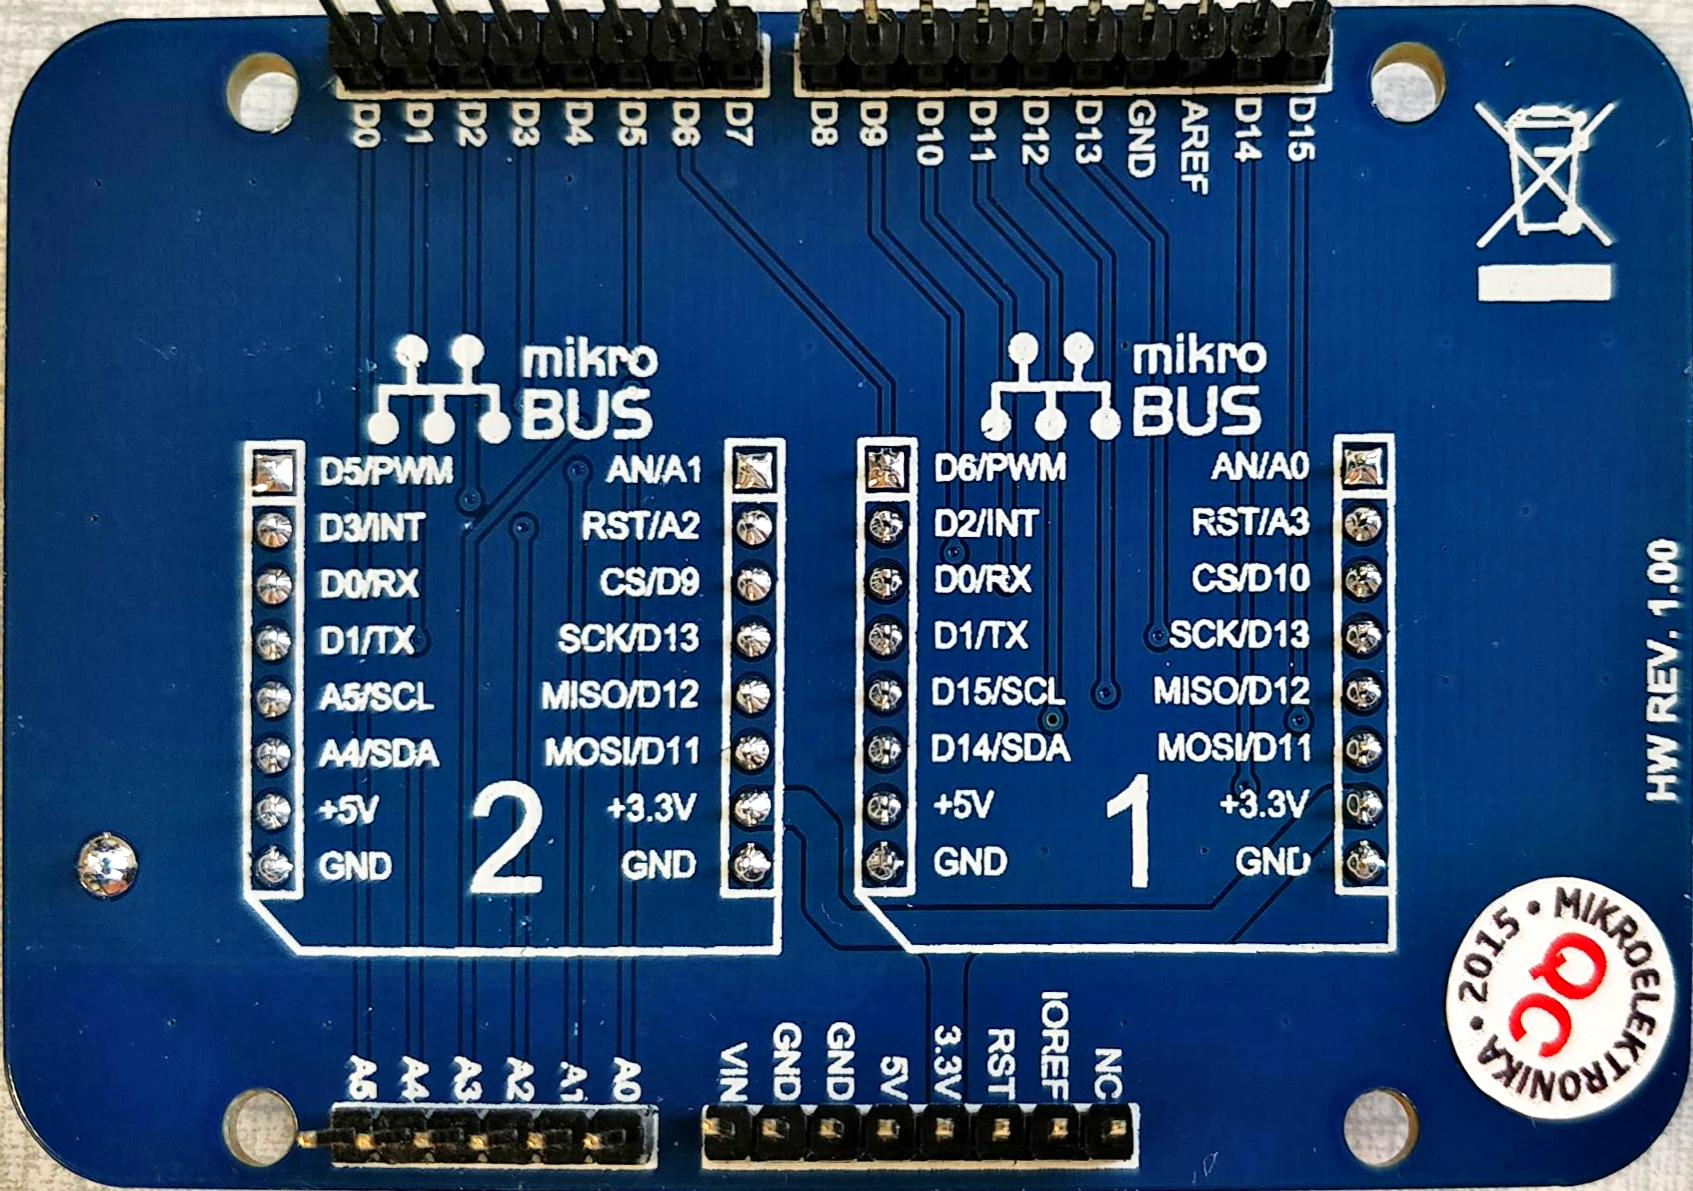 D0 D1 D2 D3 D4 D5 D6 D7 D8 D9 D10 D11 D12 D13 GND AREF D14 D15
mikro
BUS
mikro
BUS
D5/PWM AN/A1
D3/INT RST/A2
D0/RX CS/D9
D1/TX SCK/D13
A5/SCL MISO/D12
A4/SDA MOSI/D11
+5V +3.3V
GND GND
2
D6/PWM AN/A0
D2/INT RST/A3
D0/RX CS/D10
D1/TX SCK/D13
D15/SCL MISO/D12
D14/SDA MOSI/D11
+5V +3.3V
GND GND
1
HW REV. 1.00
• MIKROELEKTRONIKA • 2015
QC
A5 A4 A3 A2 A1 A0 VIN GND GND 5V 3.3V RST IOREF NC